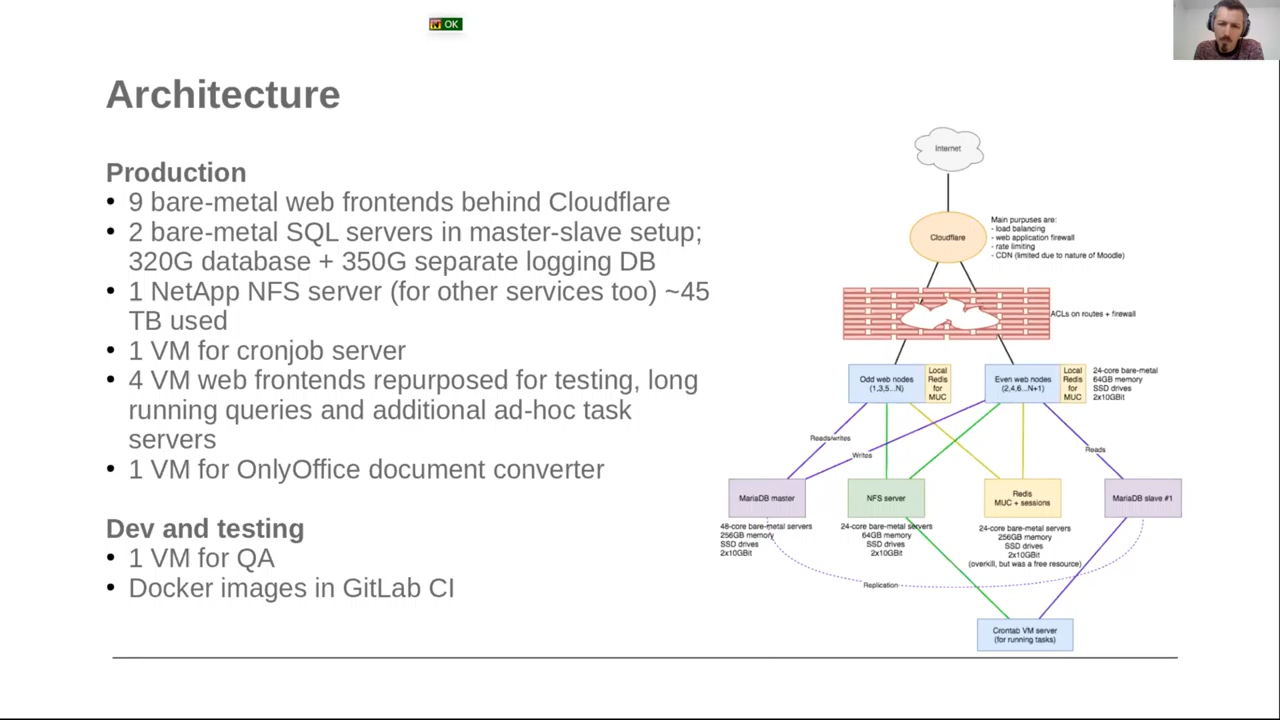 OK
Architecture
Production
• 9 bare-metal web frontends behind Cloudflare
• 2 bare-metal SQL servers in master-slave setup;
320G database + 350G separate logging DB
• 1 NetApp NFS server (for other services too) ~45
TB used
• 1 VM for cronjob server
• 4 VM web frontends repurposed for testing, long
running queries and additional ad-hoc task
servers
• 1 VM for OnlyOffice document converter
Dev and testing
• 1 VM for QA
• Docker images in GitLab CI
Internet
Cloudflare
Main purpuses are:
- load balancing
- web application firewall
- rate limiting
- CDN (limited due to nature of Moodle)
ACLs on routes + firewall
Odd web nodes
(1,3,5...N)
Local
Redis
for
MUC
Even web nodes
(2,4,6...N+1)
Local
Redis
for
MUC
24-core bare-metal
64GB memory
SSD drives
2x10GBit
Reads/writes
Writes
Reads
MariaDB master
NFS server
Redis
MUC + sessions
MariaDB slave #1
48-core bare-metal servers
256GB memory
SSD drives
2x10GBit
24-core bare-metal servers
64GB memory
SSD drives
2x10GBit
24-core bare-metal servers
256GB memory
SSD drives
2x10GBit
(overkill, but was a free resource)
Replication
Crontab VM server
(for running tasks)